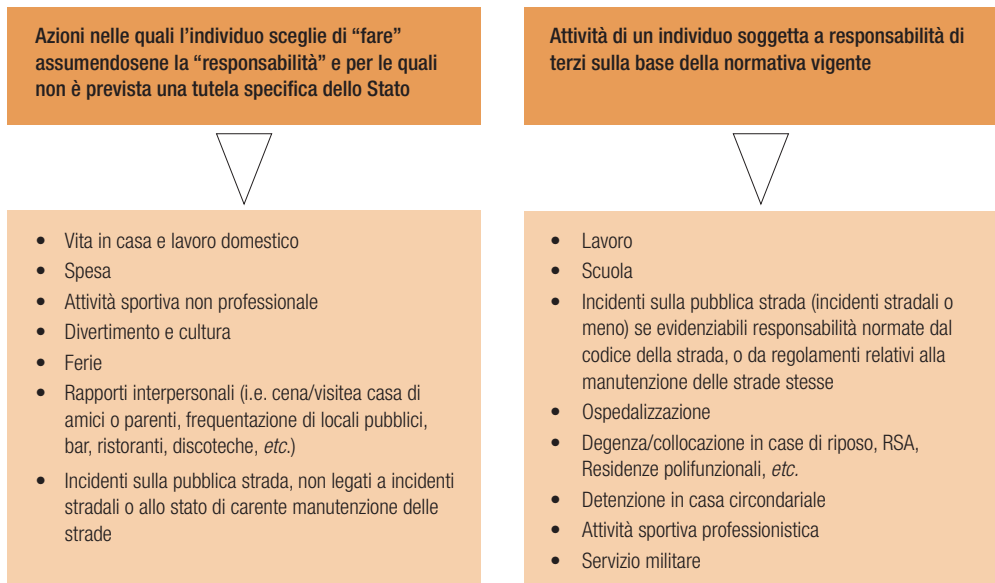 Azioni nelle quali l'individuo sceglie di “fare”
assumendosene la “responsabilità” e per le quali
non è prevista una tutela specifica dello Stato
• Vita in casa e lavoro domestico
• Spesa
• Attività sportiva non professionale
• Divertimento e cultura
• Ferie
• Rapporti interpersonali (i.e. cena/visitea casa di
amici o parenti, frequentazione di locali pubblici,
bar, ristoranti, discoteche, etc.)
• Incidenti sulla pubblica strada, non legati a incidenti
stradali o allo stato di carente manutenzione delle
strade
Attività di un individuo soggetta a responsabilità di
terzi sulla base della normativa vigente
• Lavoro
• Scuola
• Incidenti sulla pubblica strada (incidenti stradali o
meno) se evidenziabili responsabilità normate dal
codice della strada, o da regolamenti relativi alla
manutenzione delle strade stesse
• Ospedalizzazione
• Degenza/collocazione in case di riposo, RSA,
Residenze polifunzionali, etc.
• Detenzione in casa circondariale
• Attività sportiva professionistica
• Servizio militare